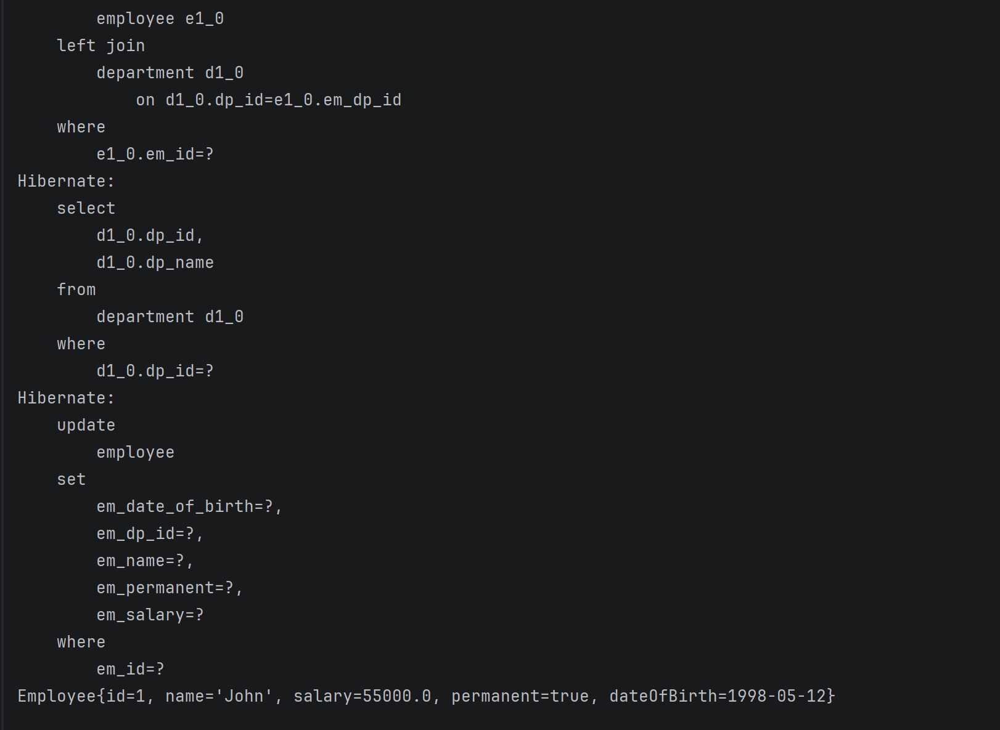 employee e1_0
left join
department d1_0
on d1_0.dp_id=e1_0.em_dp_id
where
e1_0.em_id=?
Hibernate:
select
d1_0.dp_id,
d1_0.dp_name
from
department d1_0
where
d1_0.dp_id=?
Hibernate:
update
employee
set
em_date_of_birth=?,
em_dp_id=?,
em_name=?,
em_permanent=?,
em_salary=?
where
em_id=?
Employee{id=1, name='John', salary=55000.0, permanent=true, dateOfBirth=1998-05-12}